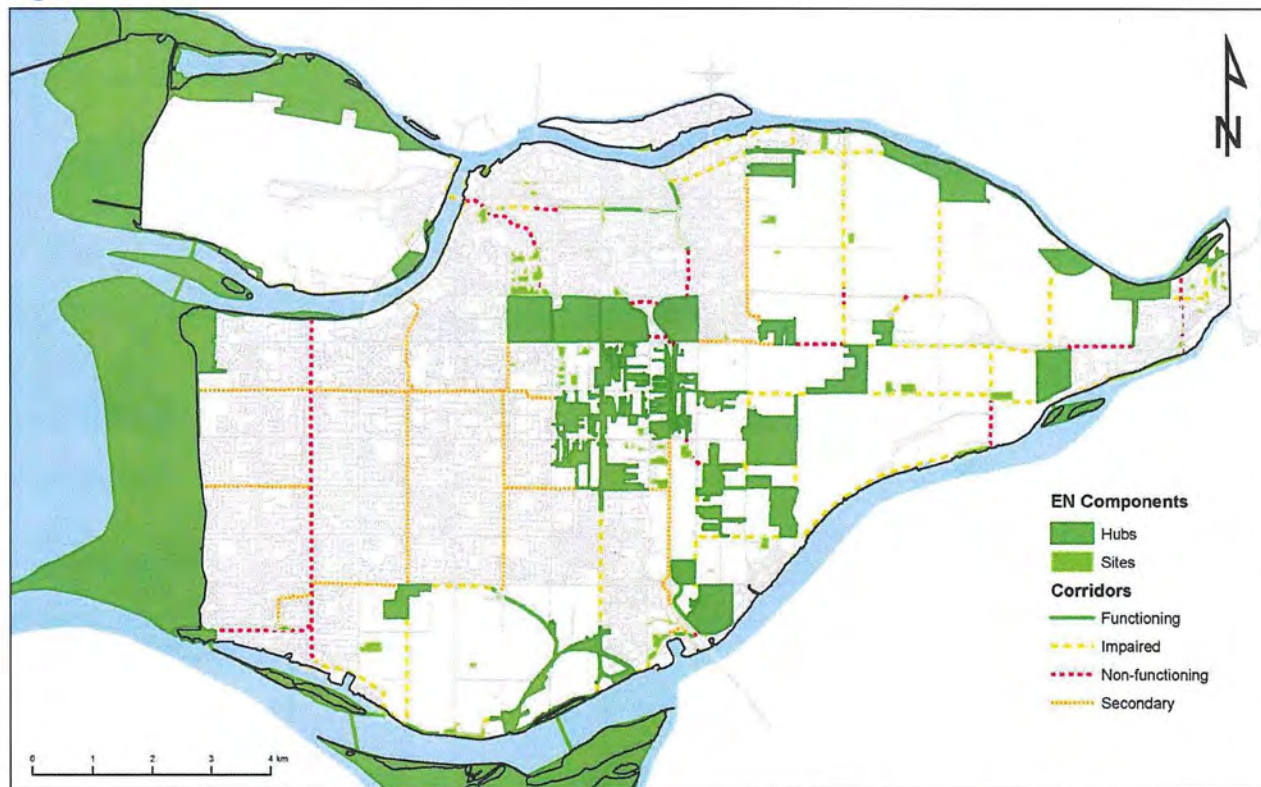 N
EN Components
Hubs
Sites
Corridors
Functioning
Impaired
Non-functioning
Secondary
0 1 2 3 4 km